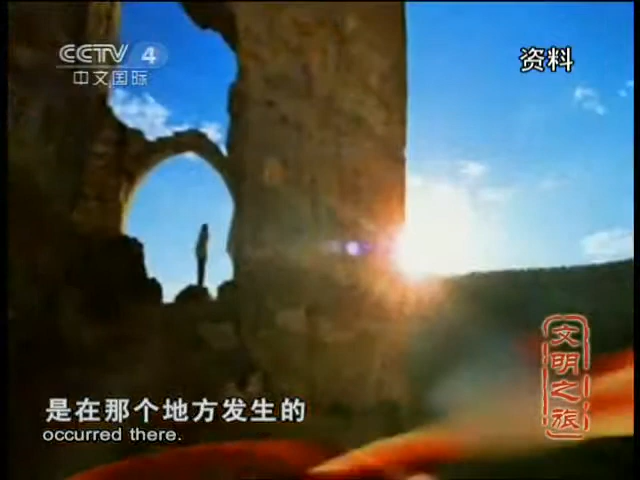 CCTV 4
中文国际
资料
文明之旅
是在那个地方发生的
occurred there.